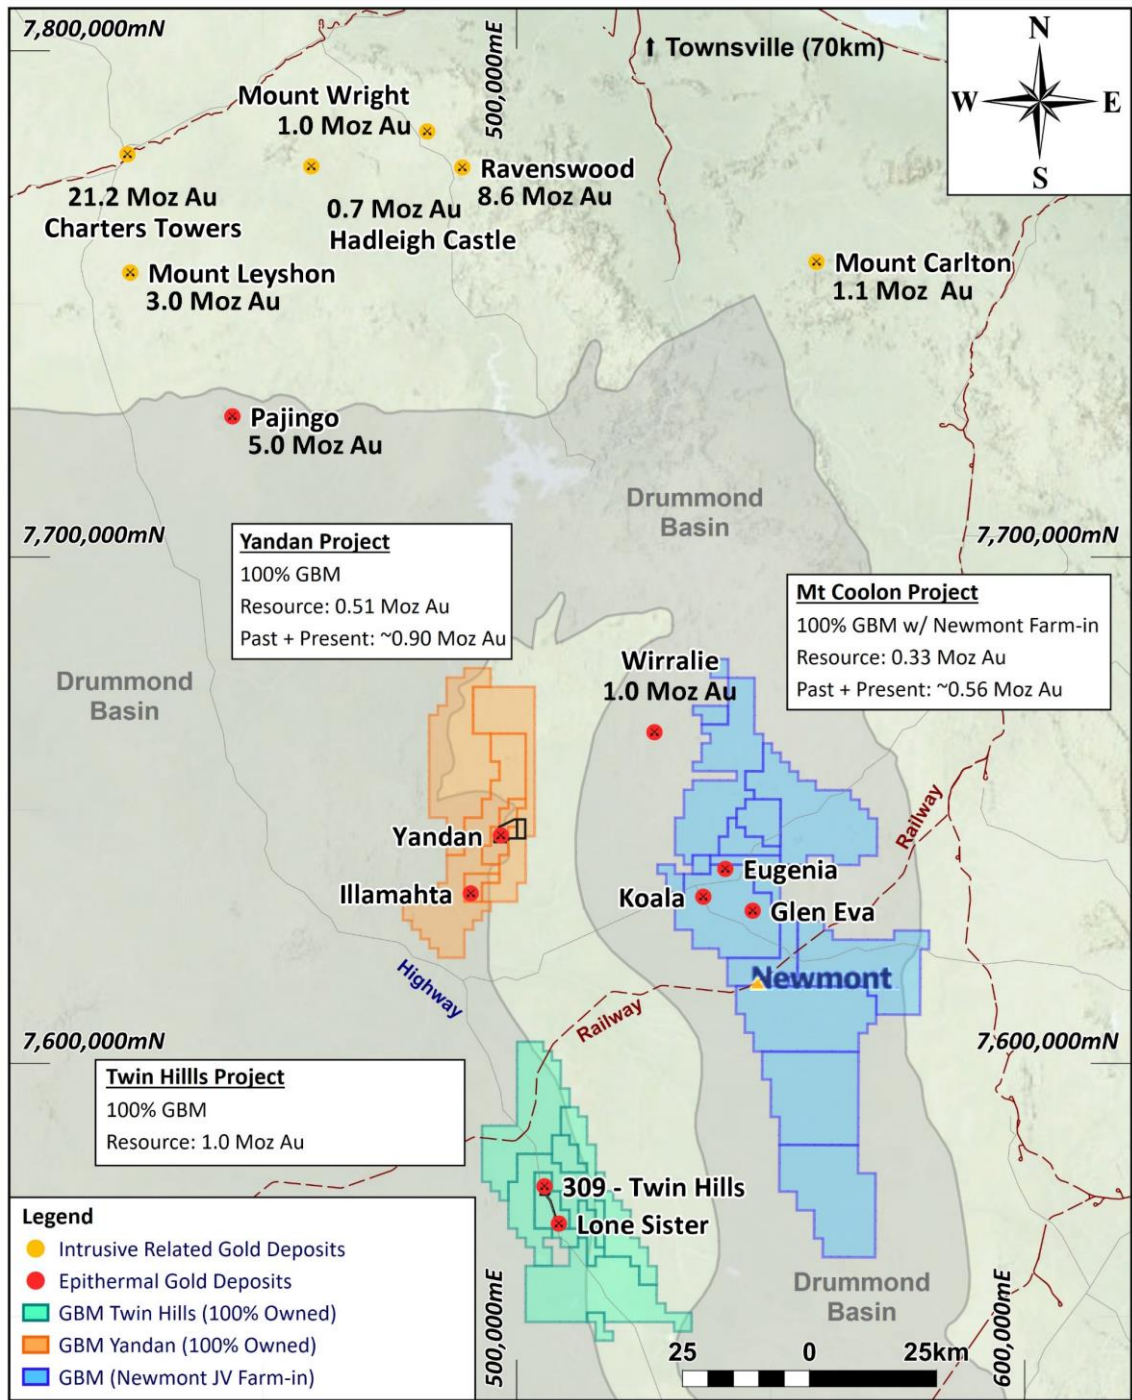 7,800,000mN
500,000mE
Townsville (70km)
N
W
E
S
Mount Wright
1.0 Moz Au
Ravenswood
8.6 Moz Au
21.2 Moz Au
Charters Towers
0.7 Moz Au
Hadleigh Castle
Mount Leyshon
3.0 Moz Au
Mount Carlton
1.1 Moz Au
Pajingo
5.0 Moz Au
Drummond
Basin
7,700,000mN
7,700,000mN
Yandan Project
100% GBM
Resource: 0.51 Moz Au
Past + Present: ~0.90 Moz Au
Mt Coolon Project
100% GBM w/ Newmont Farm-in
Resource: 0.33 Moz Au
Past + Present: ~0.56 Moz Au
Drummond
Basin
Wirralie
1.0 Moz Au
Railway
Yandan
Illamahta
Eugenia
Koala
Glen Eva
Highway
Newmont
Railway
7,600,000mN
7,600,000mN
Twin Hillls Project
100% GBM
Resource: 1.0 Moz Au
309 - Twin Hills
Lone Sister
Drummond
Basin
Legend
Intrusive Related Gold Deposits
Epithermal Gold Deposits
GBM Twin Hills (100% Owned)
GBM Yandan (100% Owned)
GBM (Newmont JV Farm-in)
500,000mE
600,000mE
25 0 25km